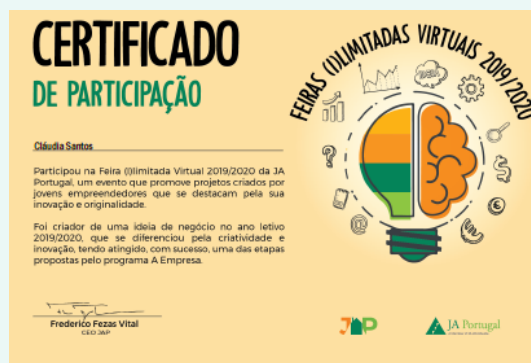 CERTIFICADO
DE PARTICIPAÇÃO
FEIRAS (I)LIMITADAS VIRTUAIS 2019/2020
Cláudia Santos
Participou na Feira (I)limitada Virtual 2019/2020 da JA
Portugal, um evento que promove projetos criados por
jovens empreendedores que se destacam pela sua
inovação e originalidade.
Foi criador de uma ideia de negócio no ano letivo
2019/2020, que se diferenciou pela criatividade e
inovação, tendo atingido, com sucesso, uma das etapas
propostas pelo programa A Empresa.
Frederico Fezas Vital
CEO JAP
JAP
JA Portugal